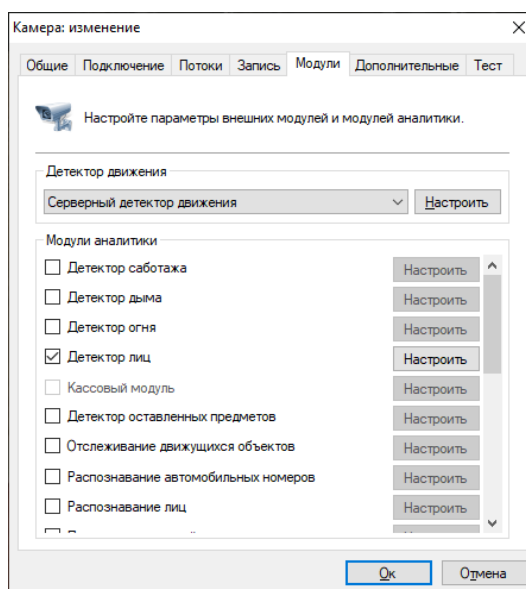 Камера: изменение
Общие Подключение Потоки Запись Модули Дополнительные Тест
Настройте параметры внешних модулей и модулей аналитики.
Детектор движения
Серверный детектор движения Настроить
Модули аналитики
Детектор саботажа Настроить
Детектор дыма Настроить
Детектор огня Настроить
Детектор лиц Настроить
Кассовый модуль Настроить
Детектор оставленных предметов Настроить
Отслеживание движущихся объектов Настроить
Распознавание автомобильных номеров Настроить
Распознавание лиц Настроить
Ок Отмена